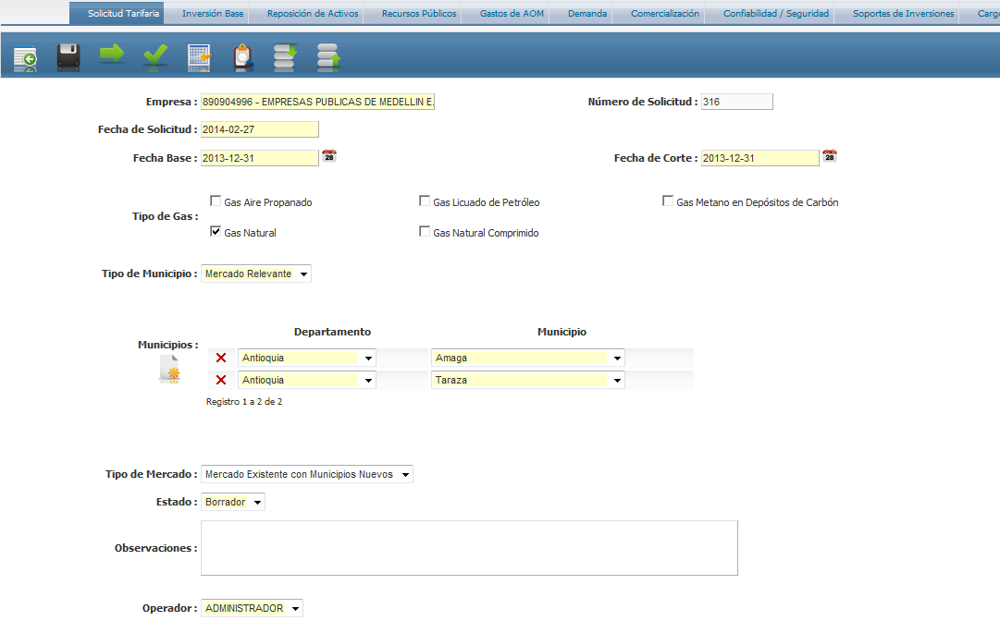 Solicitud Tarifaria Inversión Base Reposición de Activos Recursos Públicos Gastos de AOM Demanda Comercialización Confiabilidad / Seguridad Soportes de Inversiones Cargo
Empresa : 890904996 - EMPRESAS PUBLICAS DE MEDELLIN E. Número de Solicitud : 316
Fecha de Solicitud : 2014-02-27
Fecha Base : 2013-12-31 28 Fecha de Corte : 2013-12-31 28
Gas Aire Propanado Gas Licuado de Petróleo Gas Metano en Depósitos de Carbón
Tipo de Gas :
Gas Natural Gas Natural Comprimido
Tipo de Municipio : Mercado Relevante
Departamento Municipio
Municipios :
Antioquia Amaga
Antioquia Taraza
Registro 1 a 2 de 2
Tipo de Mercado : Mercado Existente con Municipios Nuevos
Estado : Borrador
Observaciones :
Operador : ADMINISTRADOR